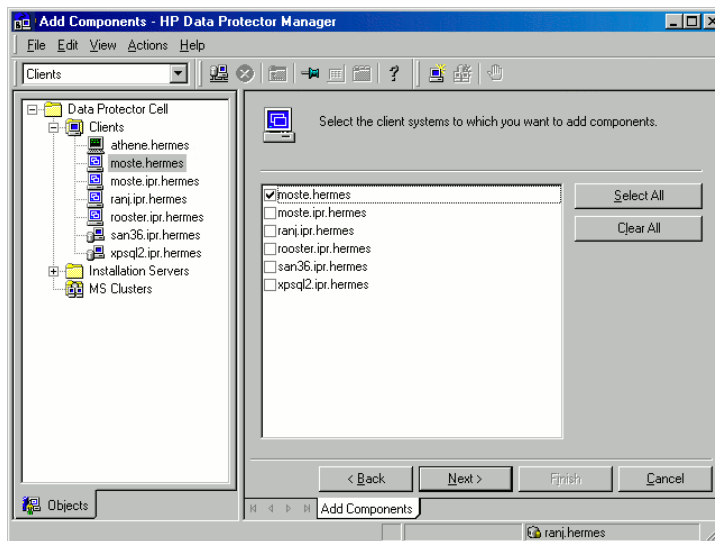 Add Components - HP Data Protector Manager
File Edit View Actions Help
Clients
Data Protector Cell
Clients
athene.hermes
moste.hermes
moste.ipr.hermes
ranj.ipr.hermes
rooster.ipr.hermes
san36.ipr.hermes
xpsql2.ipr.hermes
Installation Servers
MS Clusters
Objects
Select the client systems to which you want to add components.
moste.hermes
moste.ipr.hermes
ranj.ipr.hermes
rooster.ipr.hermes
san36.ipr.hermes
xpsql2.ipr.hermes
Select All
Clear All
< Back Next > Finish Cancel
Add Components
ranj.hermes